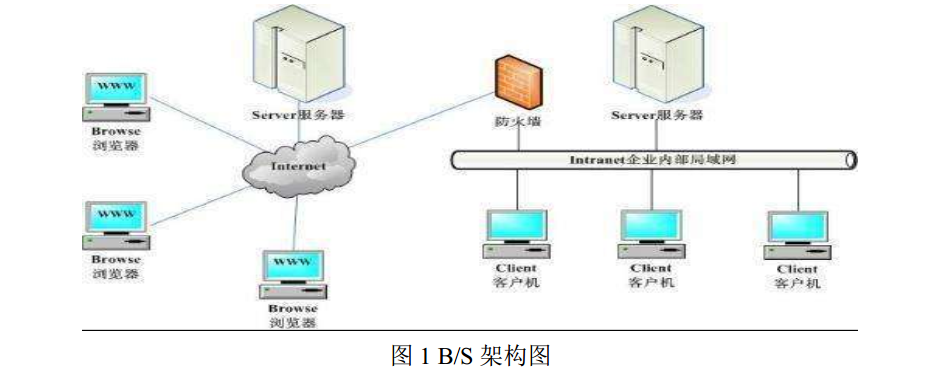 WWW
Browse
浏览器
Server服务器
防火墙
Server服务器
Internet
Intranet企业内部局域网
WWW
Browse
浏览器
WWW
Browse
浏览器
Client
客户机
Client
客户机
Client
客户机
图 1 B/S 架构图